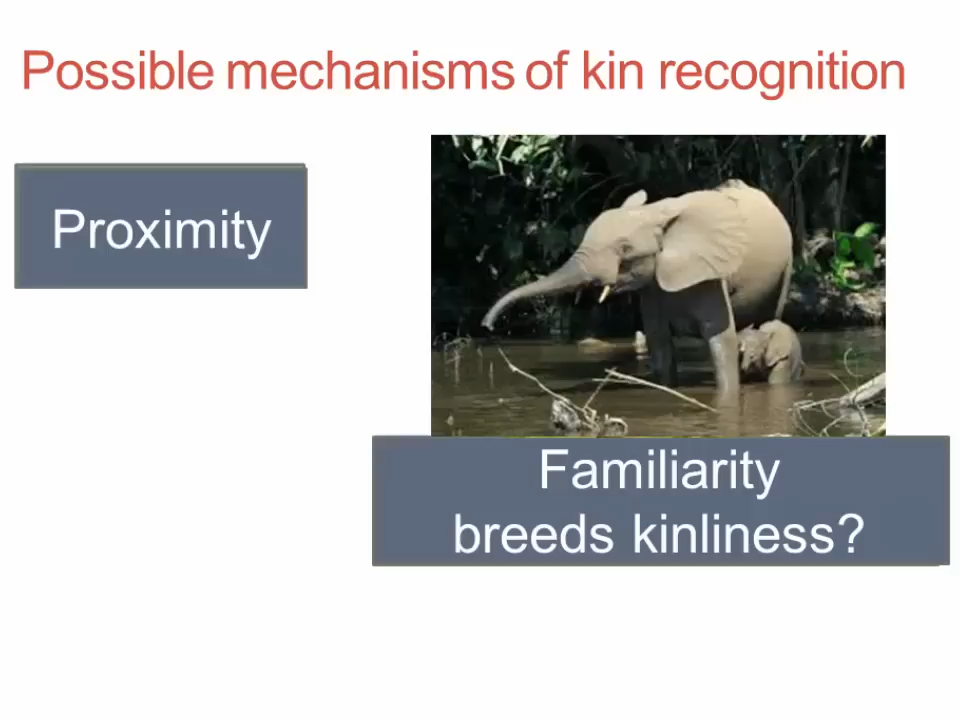 Possible mechanisms of kin recognition
Proximity
Familiarity
breeds kinliness?